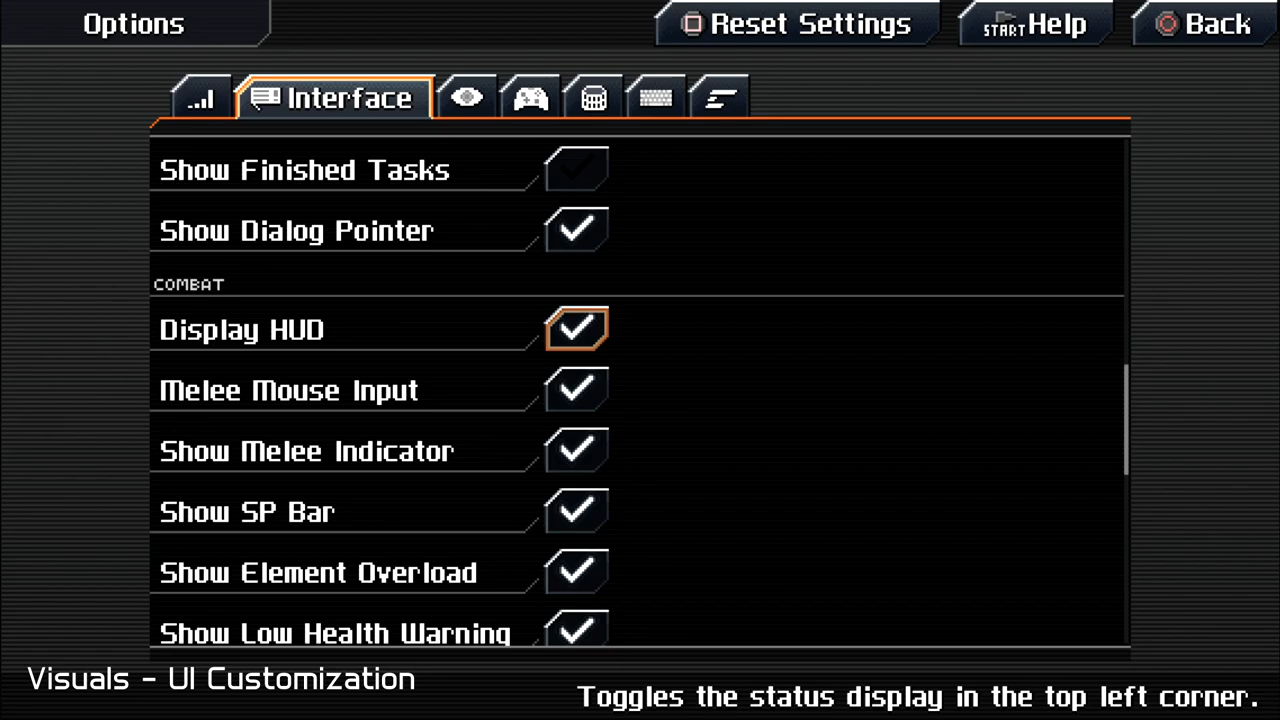 Options
Reset Settings
START Help
Back
Interface
Show Finished Tasks
Show Dialog Pointer
COMBAT
Display HUD
Melee Mouse Input
Show Melee Indicator
Show SP Bar
Show Element Overload
Show Low Health Warning
Visuals - UI Customization
Toggles the status display in the top left corner.